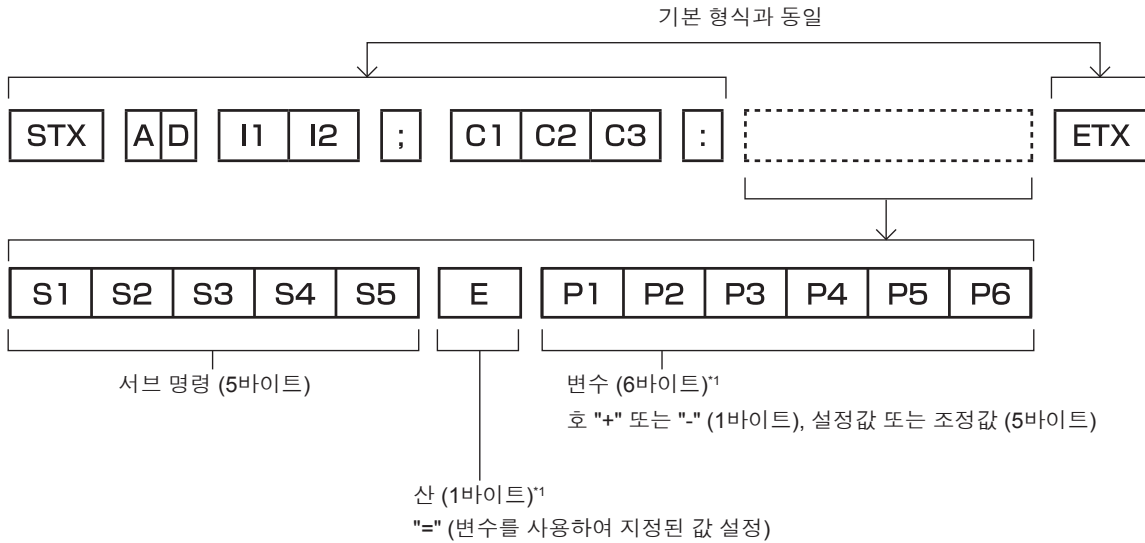 기본 형식과 동일
STX A D I1 I2 ; C1 C2 C3 : ETX
S1 S2 S3 S4 S5 E P1 P2 P3 P4 P5 P6
서브 명령 (5바이트)
변수 (6바이트)*1
호 "+" 또는 "-" (1바이트), 설정값 또는 조정값 (5바이트)
산 (1바이트)*1
"=" (변수를 사용하여 지정된 값 설정)